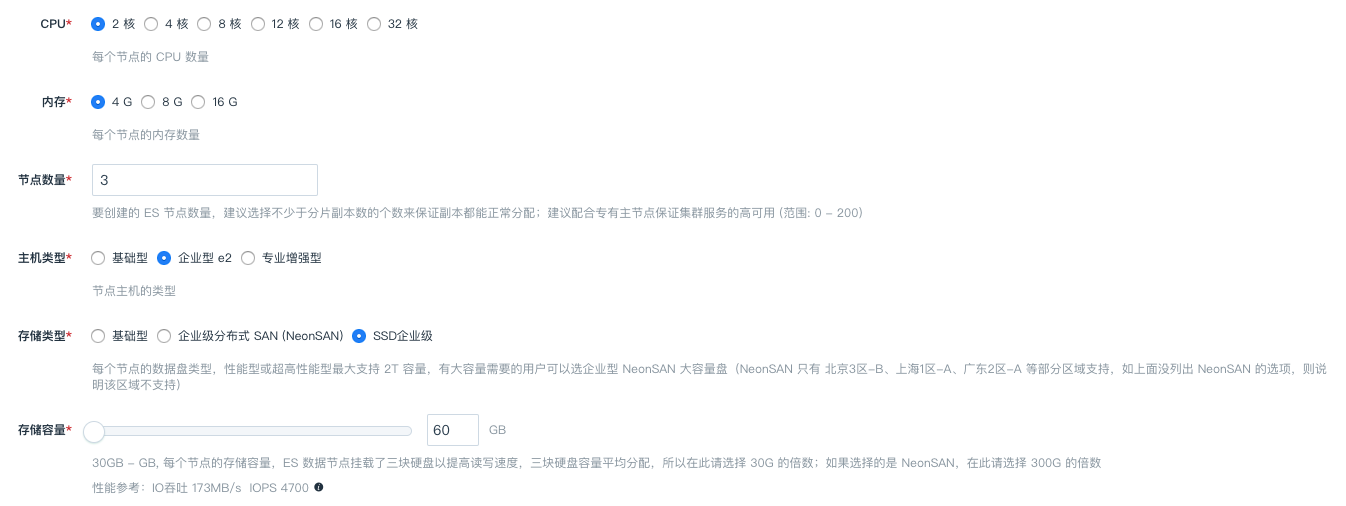 CPU* 2 核 4 核 8 核 12 核 16 核 32 核
每个节点的 CPU 数量
内存* 4 G 8 G 16 G
每个节点的内存数量
节点数量* 3
要创建的 ES 节点数量，建议选择不少于分片副本数的个数来保证副本都能正常分配；建议配合专有主节点保证集群服务的高可用 (范围: 0 - 200)
主机类型* 基础型 企业型 e2 专业增强型
节点主机的类型
存储类型* 基础型 企业级分布式 SAN (NeonSAN) SSD企业级
每个节点的数据盘类型，性能型或超高性能型最大支持 2T 容量，有大容量需要的用户可以选企业型 NeonSAN 大容量盘（NeonSAN 只有 北京3区-B、上海1区-A、广东2区-A 等部分区域支持，如上面没列出 NeonSAN 的选项，则说
明该区域不支持）
存储容量* 60 GB
30GB - GB, 每个节点的存储容量，ES 数据节点挂载了三块硬盘以提高读写速度，三块硬盘容量平均分配，所以在此请选择 30G 的倍数；如果选择的是 NeonSAN，在此请选择 300G 的倍数
性能参考：IO吞吐 173MB/s IOPS 4700